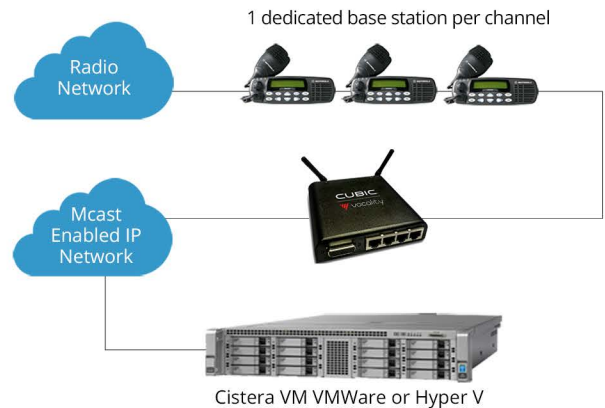 1 dedicated base station per channel
Radio
Network
CUBIC
vocality
Mcast
Enabled IP
Network
Cistera VM VMWare or Hyper V